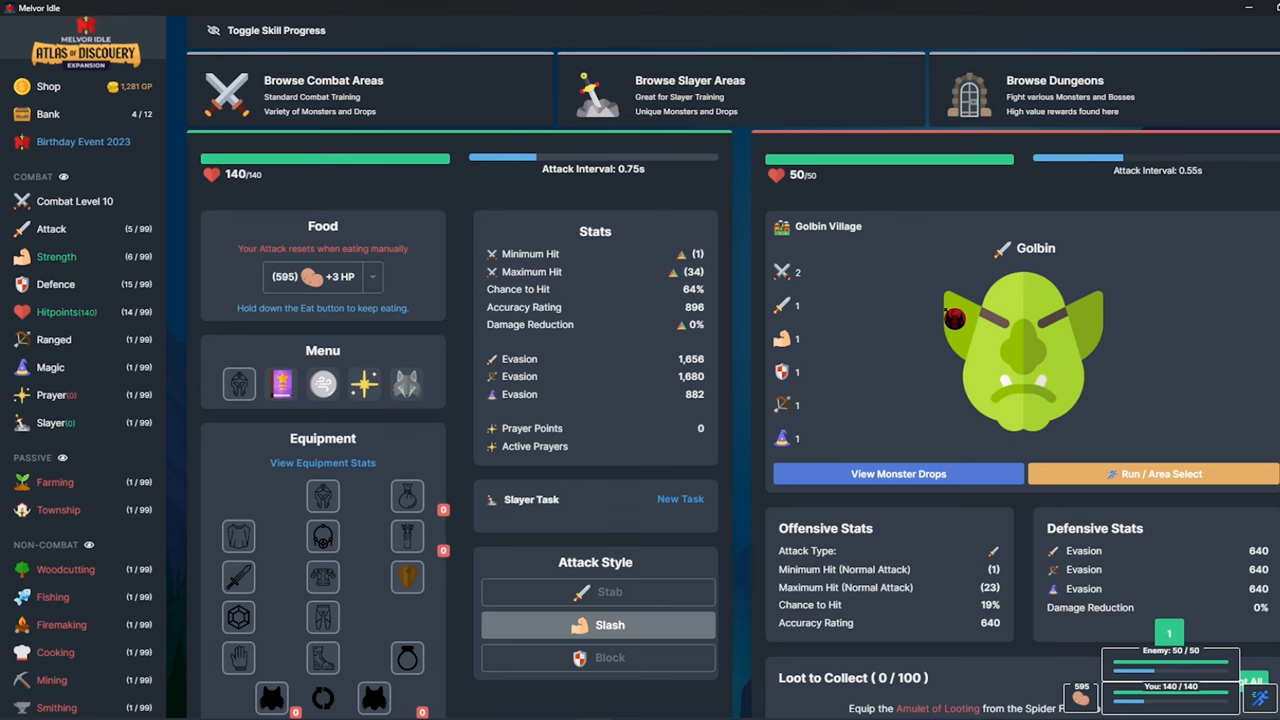 Melvor Idle
MELVOR IDLE
ATLAS OF DISCOVERY
EXPANSION
Shop
1,281 GP
Bank
4 / 12
Birthday Event 2023
COMBAT
Combat Level 10
Attack
(5 / 99)
Strength
(6 / 99)
Defence
(15 / 99)
Hitpoints(140)
(14 / 99)
Ranged
(1 / 99)
Magic
(1 / 99)
Prayer(0)
(1 / 99)
Slayer(0)
(1 / 99)
PASSIVE
Farming
(1 / 99)
Township
(1 / 99)
NON-COMBAT
Woodcutting
(1 / 99)
Fishing
(1 / 99)
Firemaking
(1 / 99)
Cooking
(1 / 99)
Mining
(1 / 99)
Smithing
(1 / 99)
Toggle Skill Progress
Browse Combat Areas
Standard Combat Training
Variety of Monsters and Drops
Browse Slayer Areas
Great for Slayer Training
Unique Monsters and Drops
Browse Dungeons
Fight various Monsters and Bosses
High value rewards found here
140/140
Attack Interval: 0.75s
Food
Your Attack resets when eating manually
(595) +3 HP
Hold down the Eat button to keep eating.
Menu
Equipment
View Equipment Stats
0
0
0
0
Stats
Minimum Hit
(1)
Maximum Hit
(34)
Chance to Hit
64%
Accuracy Rating
896
Damage Reduction
0%
Evasion
1,656
Evasion
1,680
Evasion
882
Prayer Points
0
Active Prayers
Slayer Task
New Task
Attack Style
Stab
Slash
Block
50/50
Attack Interval: 0.55s
Golbin Village
Golbin
2
1
1
1
1
1
View Monster Drops
Run / Area Select
Offensive Stats
Attack Type:
Minimum Hit (Normal Attack)
(1)
Maximum Hit (Normal Attack)
(23)
Chance to Hit
19%
Accuracy Rating
640
Defensive Stats
Evasion
640
Evasion
640
Evasion
640
Damage Reduction
0%
Loot to Collect ( 0 / 100 )
Equip the Amulet of Looting from the Spider
1
Enemy: 50 / 50
All
595
You: 140 / 140